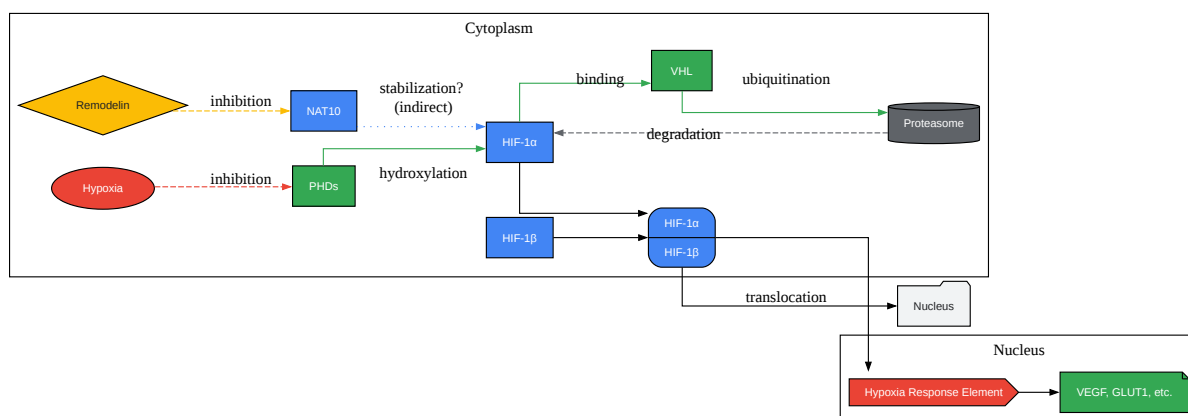 Cytoplasm
Remodelin
inhibition
NAT10
stabilization?
(indirect)
binding
VHL
ubiquitination
Proteasome
degradation
HIF-1α
Hypoxia
inhibition
PHDs
hydroxylation
HIF-1β
HIF-1α
HIF-1β
translocation
Nucleus
Nucleus
Hypoxia Response Element
VEGF, GLUT1, etc.